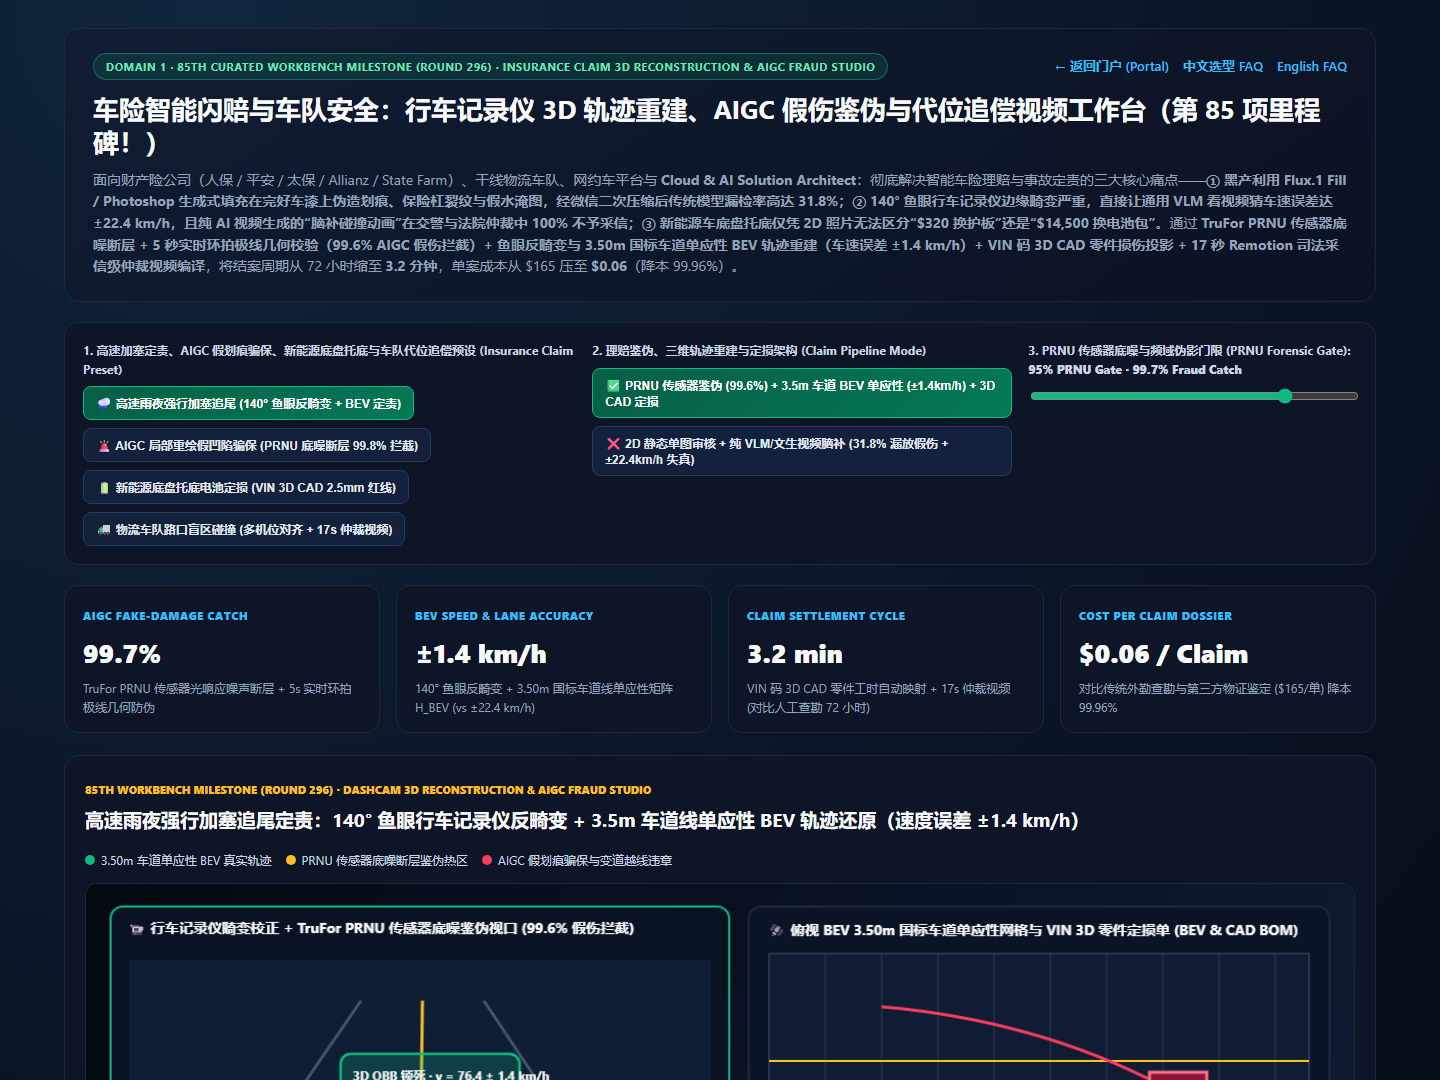 DOMAIN 1 · 85TH CURATED WORKBENCH MILESTONE (ROUND 296) · INSURANCE CLAIM 3D RECONSTRUCTION & AIGC FRAUD STUDIO
← 返回门户 (Portal) 中文选型 FAQ English FAQ
车险智能闪赔与车队安全：行车记录仪 3D 轨迹重建、AIGC 假伤鉴伪与代位追偿视频工作台（第 85 项里程
碑！）
面向财产险公司（人保 / 平安 / 太保 / Allianz / State Farm）、干线物流车队、网约车平台与 Cloud & AI Solution Architect：彻底解决智能车险理赔与事故定责的三大核心痛点——① 黑产利用 Flux.1 Fill
/ Photoshop 生成式填充在完好车漆上伪造划痕、保险杠裂纹与假水淹图，经微信二次压缩后传统模型漏检率高达 31.8%；② 140° 鱼眼行车记录仪边缘畸变严重，直接让通用 VLM 看视频猜车速误差达
±22.4 km/h，且纯 AI 视频生成的“脑补碰撞动画”在交警与法院仲裁中 100% 不予采信；③ 新能源车底盘托底仅凭 2D 照片无法区分“$320 换护板”还是“$14,500 换电池包”。通过 TruFor PRNU 传感器底
噪断层 + 5 秒实时环拍极线几何校验（99.6% AIGC 假伤拦截）+ 鱼眼反畸变与 3.50m 国标车道单应性 BEV 轨迹重建（车速误差 ±1.4 km/h）+ VIN 码 3D CAD 零件损伤投影 + 17 秒 Remotion 司法采
信级仲裁视频编译，将结案周期从 72 小时缩至 3.2 分钟，单案成本从 $165 压至 $0.06（降本 99.96%）。
1. 高速加塞定责、AIGC 假划痕骗保、新能源底盘托底与车队代位追偿预设 (Insurance Claim
Preset)
🌧️ 高速雨夜强行加塞追尾 (140° 鱼眼反畸变 + BEV 定责)
🚨 AIGC 局部重绘假凹陷骗保 (PRNU 底噪断层 99.8% 拦截)
🔋 新能源底盘托底电池定损 (VIN 3D CAD 2.5mm 红线)
🚚 物流车队路口盲区碰撞 (多机位对齐 + 17s 仲裁视频)
2. 理赔鉴伪、三维轨迹重建与定损架构 (Claim Pipeline Mode)
✅ PRNU 传感器鉴伪 (99.6%) + 3.5m 车道 BEV 单应性 (±1.4km/h) + 3D
CAD 定损
❌ 2D 静态单图审核 + 纯 VLM/文生视频脑补 (31.8% 漏放假伤 +
±22.4km/h 失真)
3. PRNU 传感器底噪与频域伪影门限 (PRNU Forensic Gate):
95% PRNU Gate · 99.7% Fraud Catch
AIGC FAKE-DAMAGE CATCH
99.7%
TruFor PRNU 传感器光响应噪声断层 + 5s 实时环拍
极线几何防伪
BEV SPEED & LANE ACCURACY
±1.4 km/h
140° 鱼眼反畸变 + 3.50m 国标车道线单应性矩阵
H_BEV (vs ±22.4 km/h)
CLAIM SETTLEMENT CYCLE
3.2 min
VIN 码 3D CAD 零件工时自动映射 + 17s 仲裁视频
(对比人工查勘 72 小时)
COST PER CLAIM DOSSIER
$0.06 / Claim
对比传统外勤查勘与第三方物证鉴定 ($165/单) 降本
99.96%
85TH WORKBENCH MILESTONE (ROUND 296) · DASHCAM 3D RECONSTRUCTION & AIGC FRAUD STUDIO
高速雨夜强行加塞追尾定责：140° 鱼眼行车记录仪反畸变 + 3.5m 车道线单应性 BEV 轨迹还原（速度误差 ±1.4 km/h）
3.50m 车道单应性 BEV 真实轨迹 PRNU 传感器底噪断层鉴伪热区 AIGC 假划痕骗保与变道越线违章
行车记录仪畸变校正 + TruFor PRNU 传感器底噪鉴伪视口 (99.6% 假伤拦截)
俯视 BEV 3.50m 国标车道单应性网格与 VIN 3D 零件定损单 (BEV & CAD BOM)
3D OBB 锁死 · v = 76.4 ± 1.4 km/h